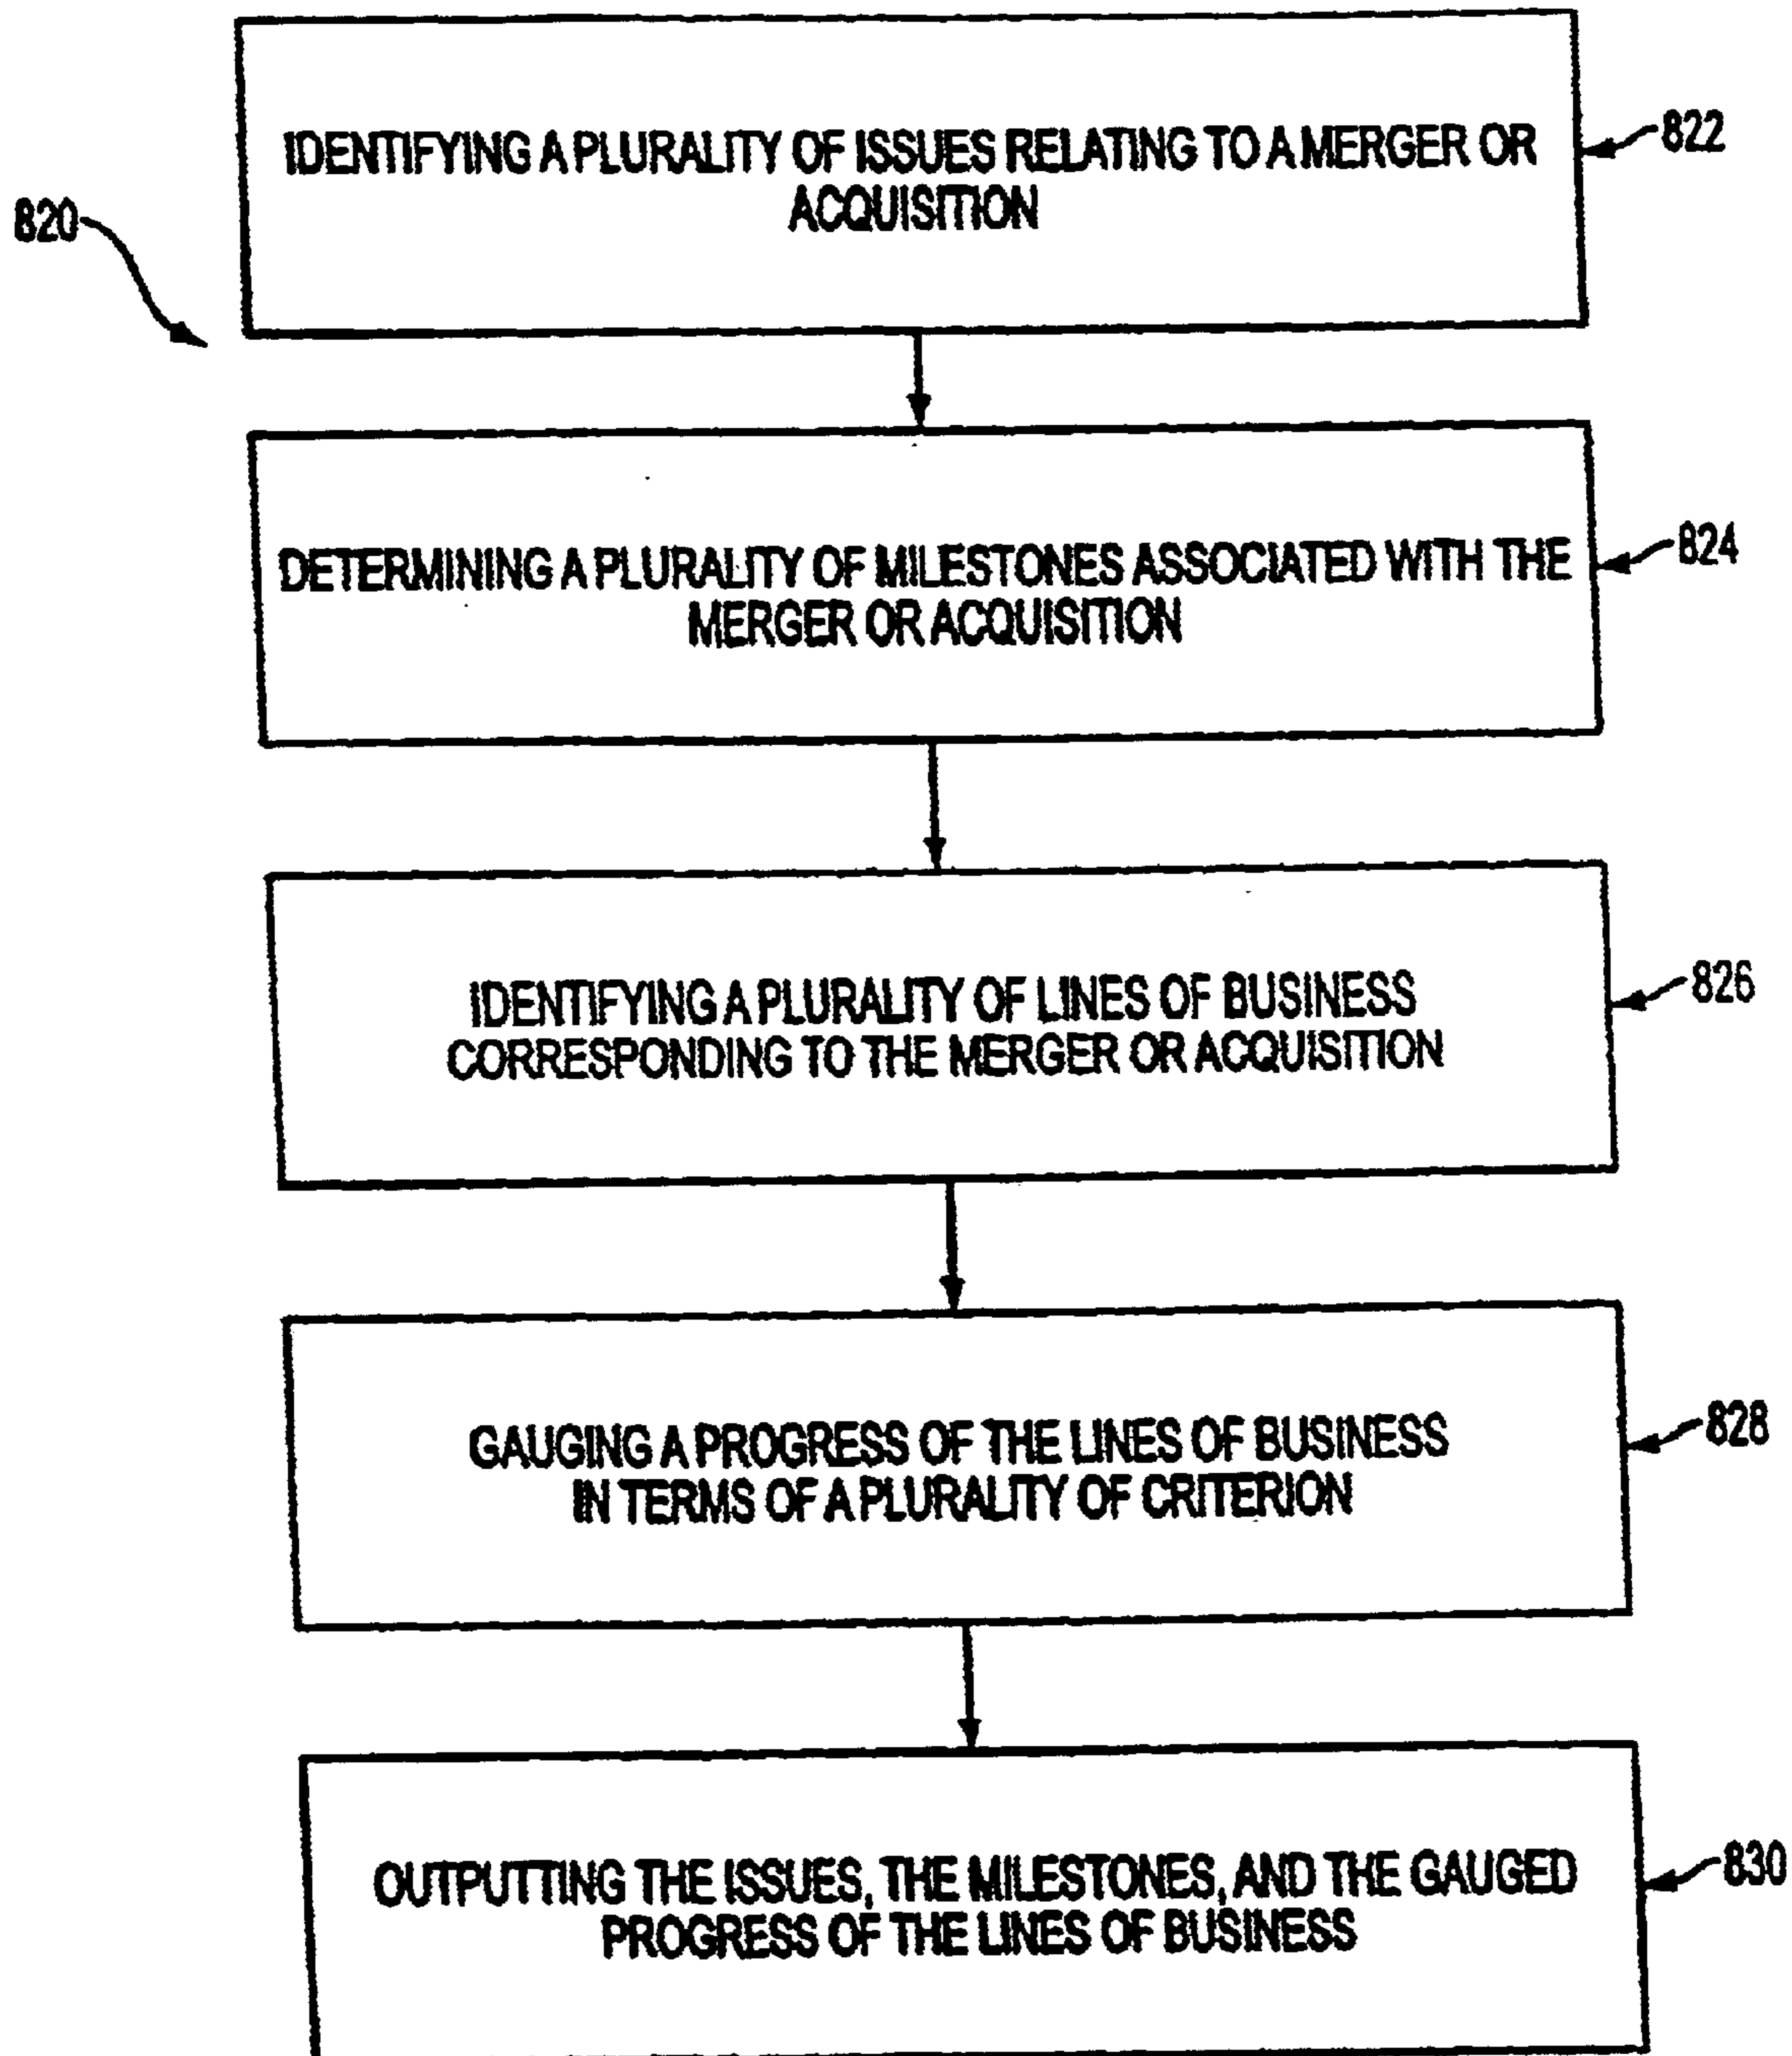 IDENTIFYING A PLURALITY OF ISSUES RELATING TO A MERGER OR
ACQUISITION
822
820
DETERMINING A PLURALITY OF MILESTONES ASSOCIATED WITH THE
MERGER OR ACQUISITION
824
IDENTIFYING A PLURALITY OF LINES OF BUSINESS
CORRESPONDING TO THE MERGER OR ACQUISITION
826
GAUGING A PROGRESS OF THE LINES OF BUSINESS
IN TERMS OF A PLURALITY OF CRITERION
828
OUTPUTTING THE ISSUES, THE MILESTONES, AND THE GAUGED
PROGRESS OF THE LINES OF BUSINESS
830